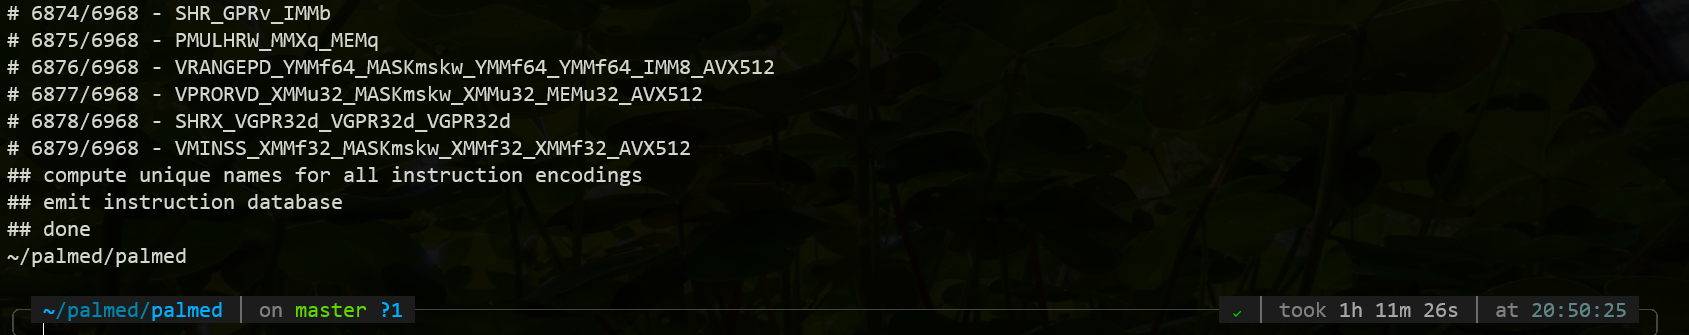 # 6874/6968 - SHR_GPRv_IMMb
# 6875/6968 - PMULHRW_MMXq_MEMq
# 6876/6968 - VRANGEPD_YMMf64_MASKmskw_YMMf64_YMMf64_IMM8_AVX512
# 6877/6968 - VPRORVD_XMMu32_MASKmskw_XMMu32_MEMu32_AVX512
# 6878/6968 - SHRX_VGPR32d_VGPR32d_VGPR32d
# 6879/6968 - VMINSS_XMMf32_MASKmskw_XMMf32_XMMf32_AVX512
## compute unique names for all instruction encodings
## emit instruction database
## done
~/palmed/palmed
~/palmed/palmed | on master ?1 ✓ | took 1h 11m 26s | at 20:50:25